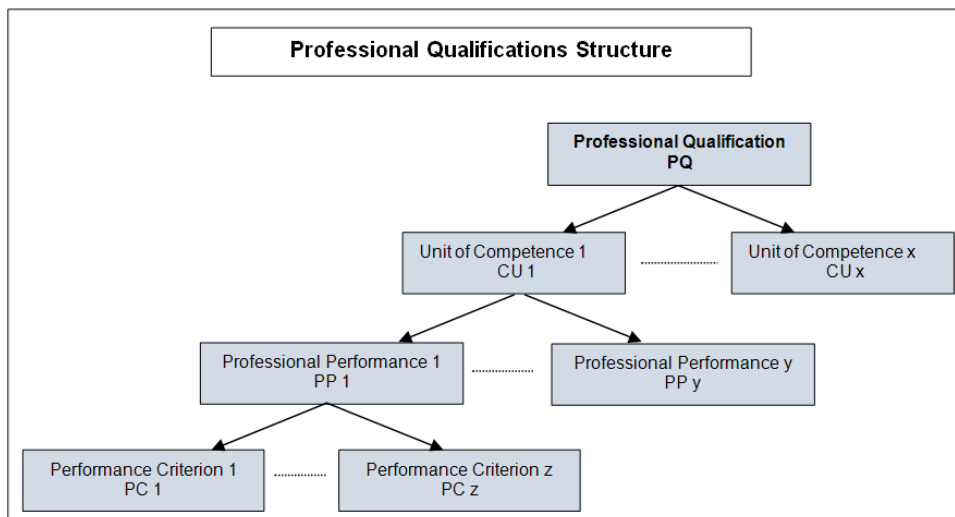 Professional Qualifications Structure
Professional Qualification
PQ
Unit of Competence 1
CU 1
Unit of Competence x
CU x
Professional Performance 1
PP 1
Professional Performance y
PP y
Performance Criterion 1
PC 1
Performance Criterion z
PC z